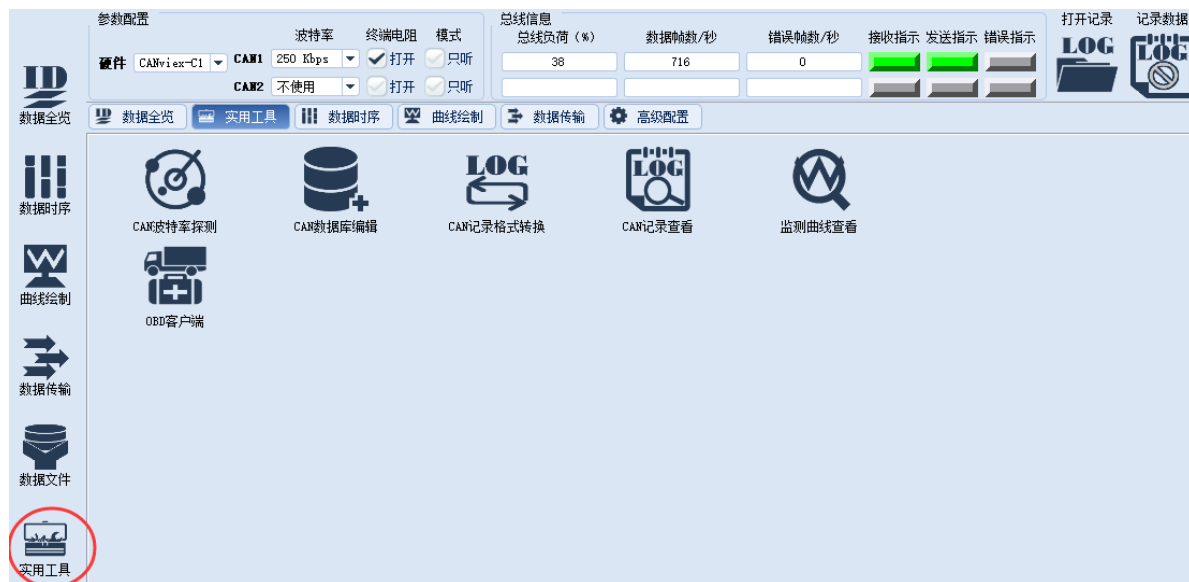 参数配置
总线信息
打开记录 记录数据
波特率 终端电阻 模式
总线负荷（%） 数据帧数/秒 错误帧数/秒 接收指示 发送指示 错误指示
硬件 CANviex-C1 CAN1 250 Kbps 打开 只听
38 716 0
LOG LOG
CAN2 不使用 打开 只听
ID
数据全览
数据全览 实用工具 数据时序 曲线绘制 数据传输 高级配置
数据时序
曲线绘制
数据传输
数据文件
实用工具
LOG LOG
CAN波特率探测 CAN数据库编辑 CAN记录格式转换 CAN记录查看 监测曲线查看
OBD客户端